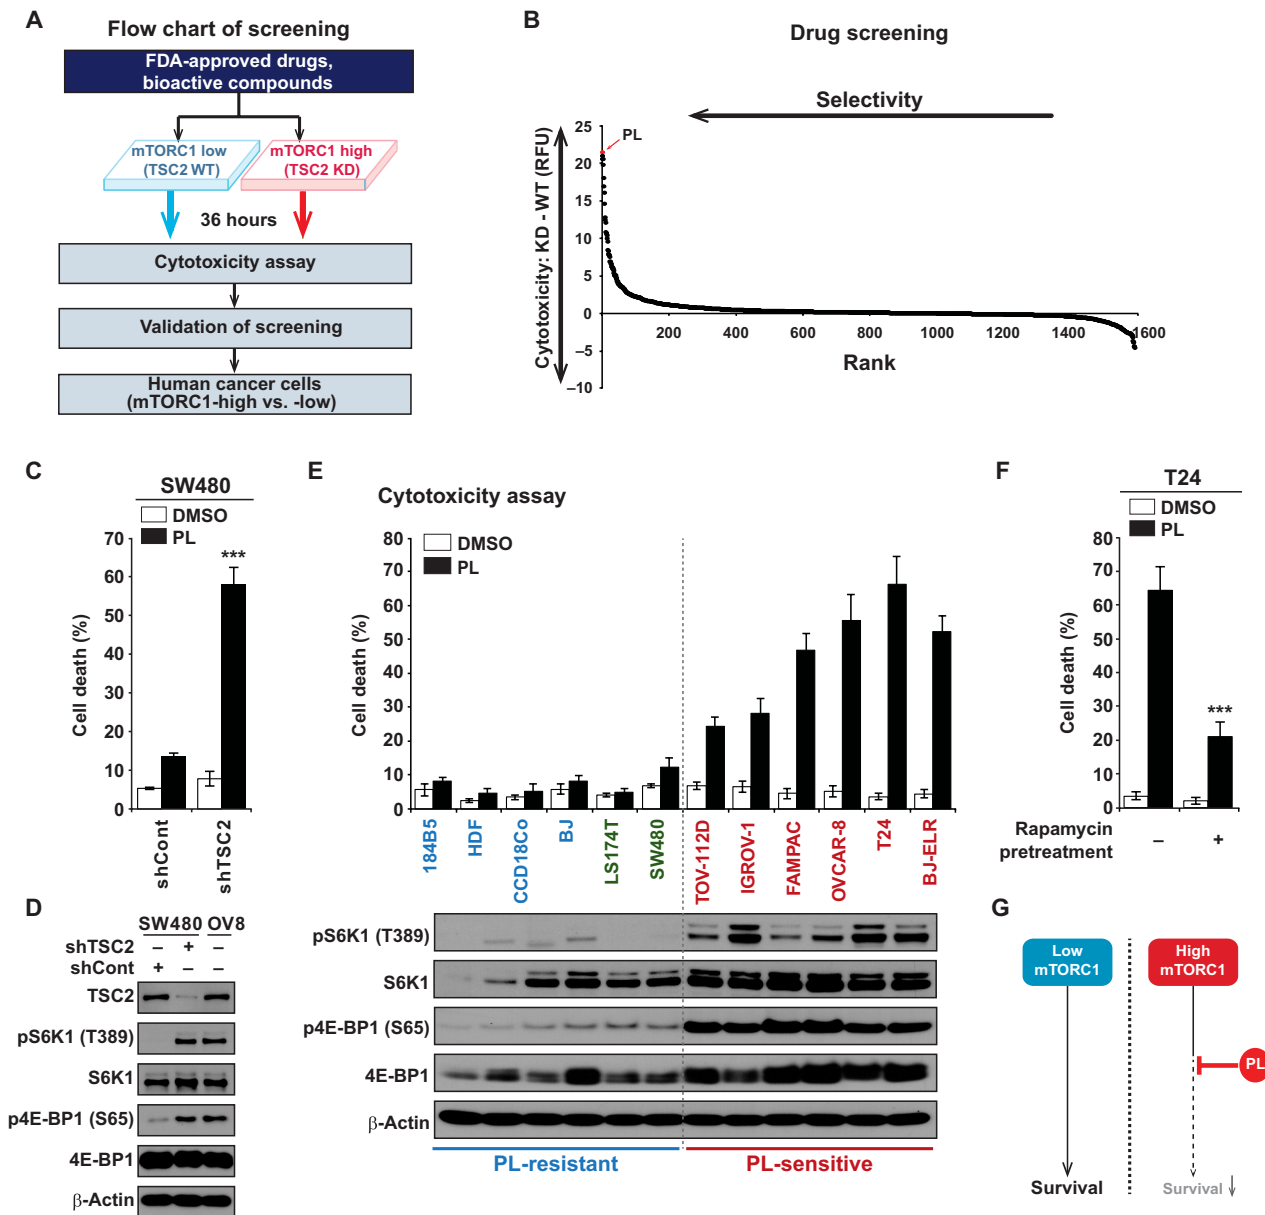 A
Flow chart of screening
FDA-approved drugs,
bioactive compounds
mTORC1 low
(TSC2 WT)
mTORC1 high
(TSC2 KD)
36 hours
Cytotoxicity assay
Validation of screening
Human cancer cells
(mTORC1-high vs. -low)
B
Drug screening
Selectivity
PL
Cytotoxicity: KD - WT (RFU)
25
20
15
10
5
0
–5
–10
200
400
600
800
1000
1200
1400
1600
Rank
C
SW480
DMSO
PL
***
Cell death (%)
70
60
50
40
30
20
10
0
shCont
shTSC2
D
SW480 OV8
shTSC2 – + –
shCont + – –
TSC2
pS6K1 (T389)
S6K1
p4E-BP1 (S65)
4E-BP1
β-Actin
E
Cytotoxicity assay
DMSO
PL
Cell death (%)
80
70
60
50
40
30
20
10
0
184B5
HDF
CCD18Co
BJ
LS174T
SW480
TOV-112D
IGROV-1
FAMPAC
OVCAR-8
T24
BJ-ELR
pS6K1 (T389)
S6K1
p4E-BP1 (S65)
4E-BP1
β-Actin
PL-resistant
PL-sensitive
F
T24
DMSO
PL
***
Cell death (%)
80
70
60
50
40
30
20
10
0
Rapamycin
pretreatment
– +
G
Low
mTORC1
High
mTORC1
PL
Survival
Survival